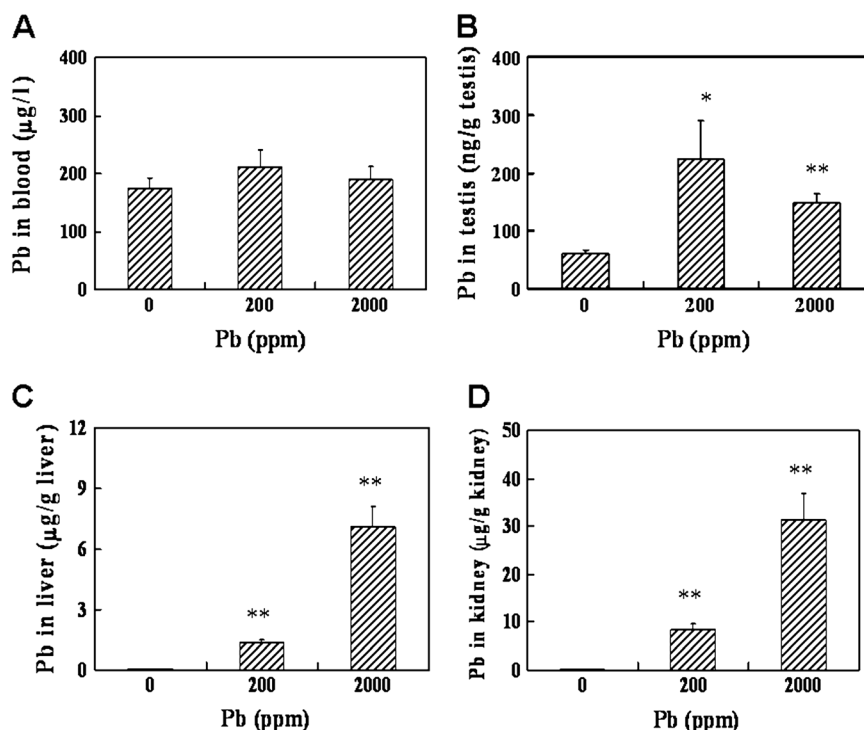 A
Pb in blood (μg/l)
400
300
200
100
0
0 200 2000
Pb (ppm)
B
Pb in testis (ng/g testis)
400
300
200
100
0
*
**
0 200 2000
Pb (ppm)
C
Pb in liver (μg/g liver)
12
9
6
3
0
**
**
0 200 2000
Pb (ppm)
D
Pb in kidney (μg/g kidney)
50
40
30
20
10
0
**
**
0 200 2000
Pb (ppm)